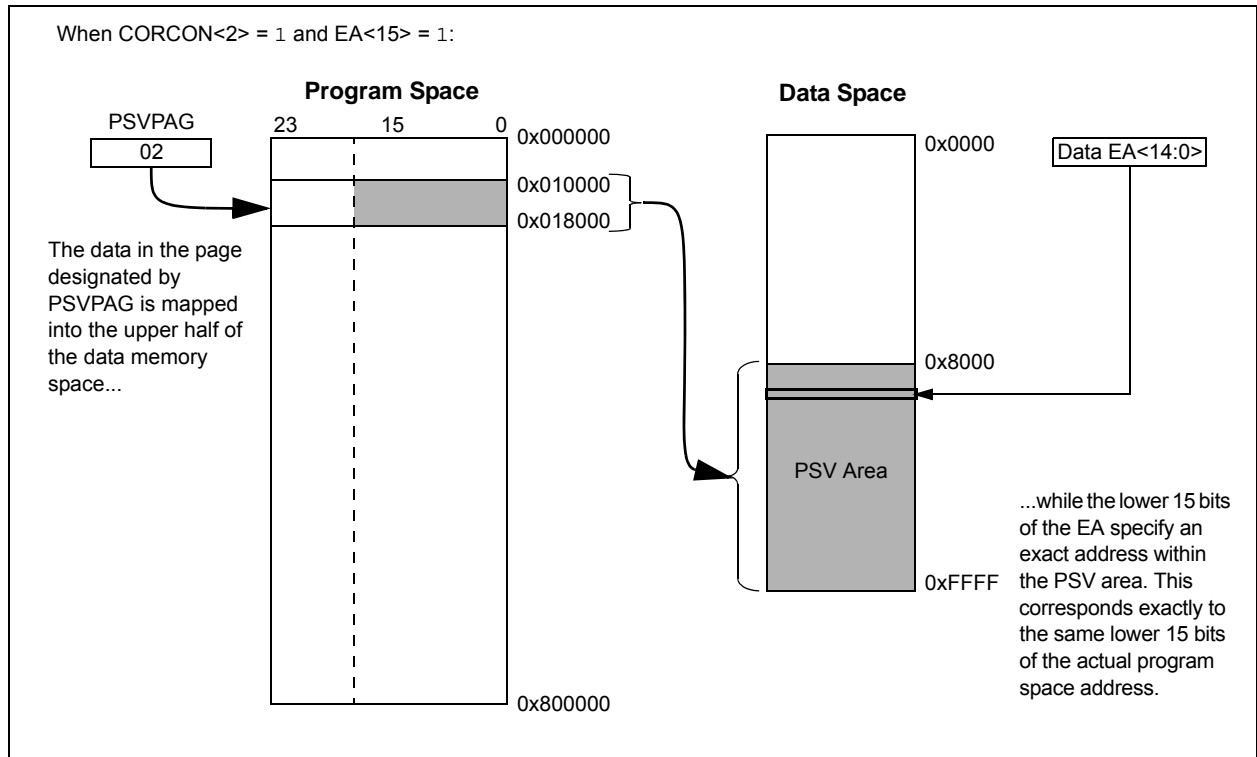 When CORCON<2> = 1 and EA<15> = 1:
Program Space
Data Space
PSVPAG
02
23 15 0
0x000000
0x010000
0x018000
0x800000
The data in the page
designated by
PSVPAG is mapped
into the upper half of
the data memory
space...
0x0000
0x8000
0xFFFF
PSV Area
Data EA<14:0>
...while the lower 15 bits
of the EA specify an
exact address within
the PSV area. This
corresponds exactly to
the same lower 15 bits
of the actual program
space address.